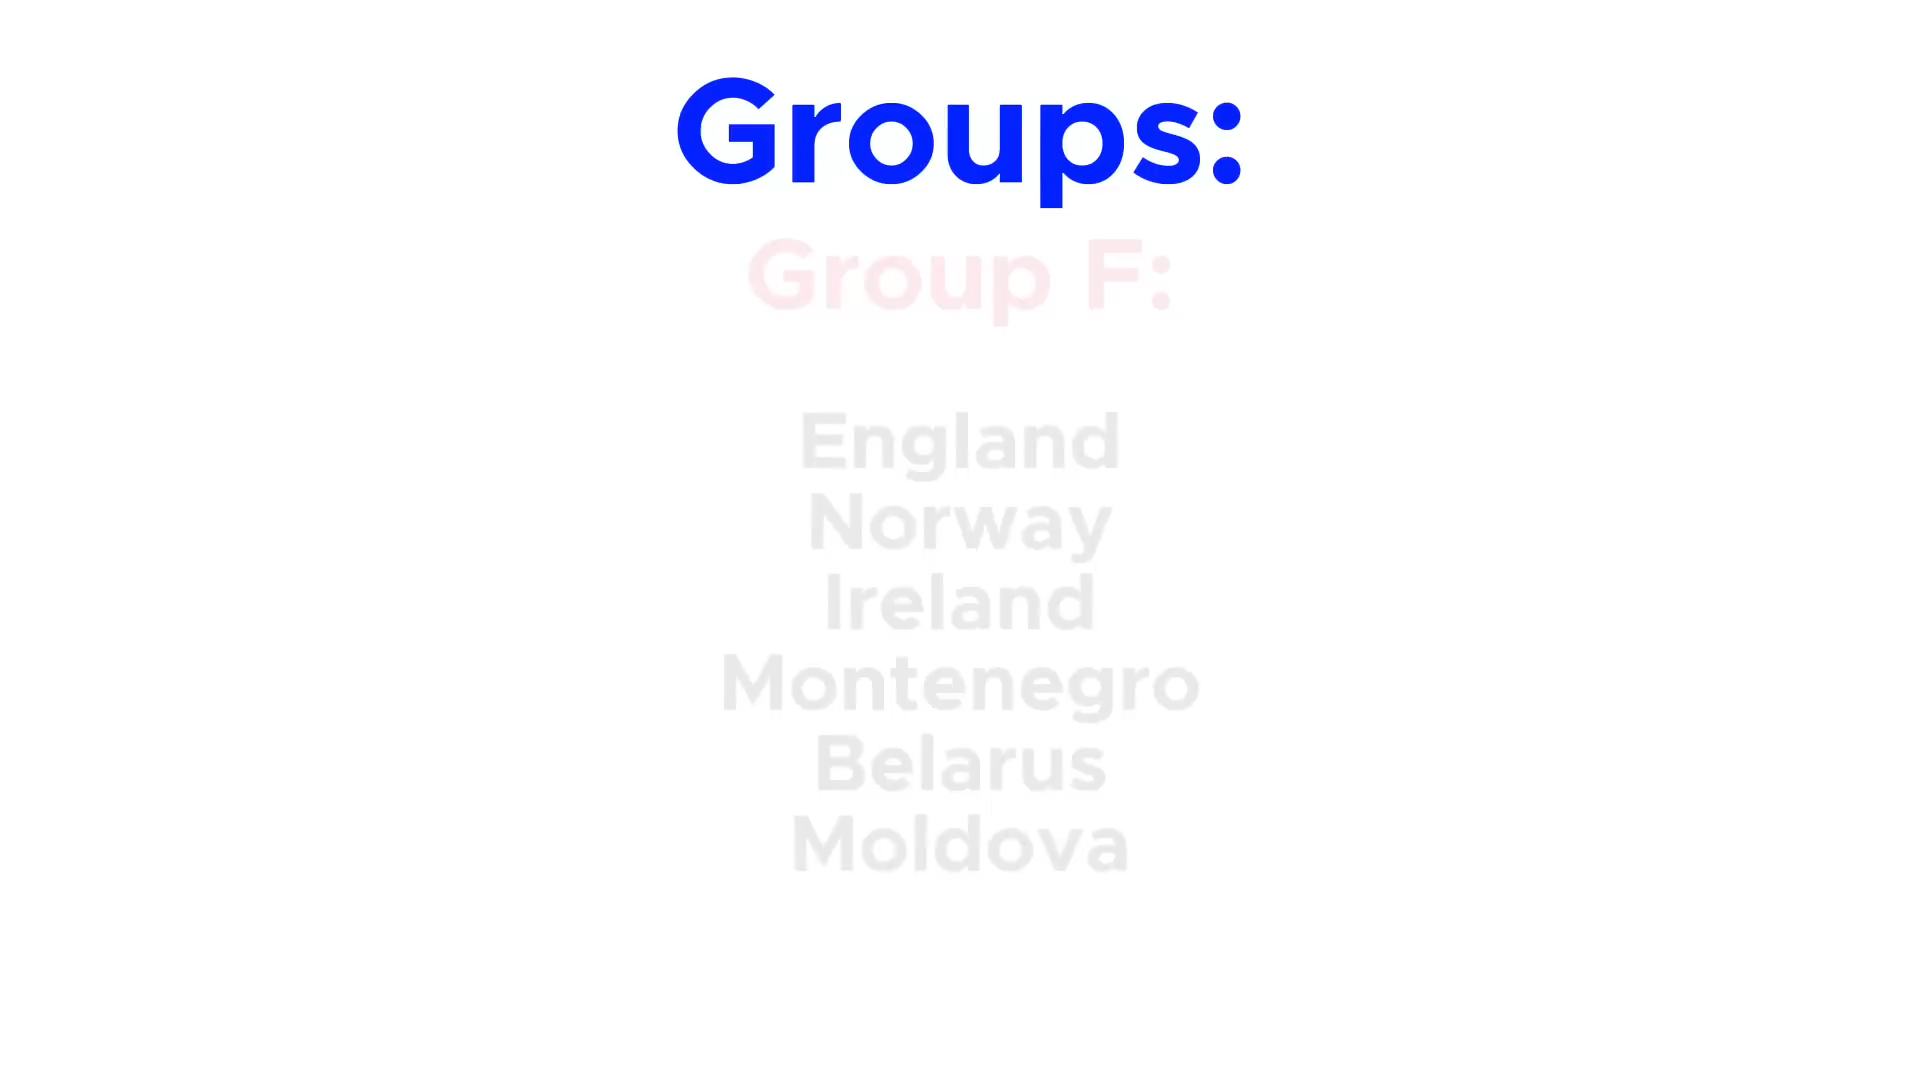 Groups:
Group F:
England
Norway
Ireland
Montenegro
Belarus
Moldova